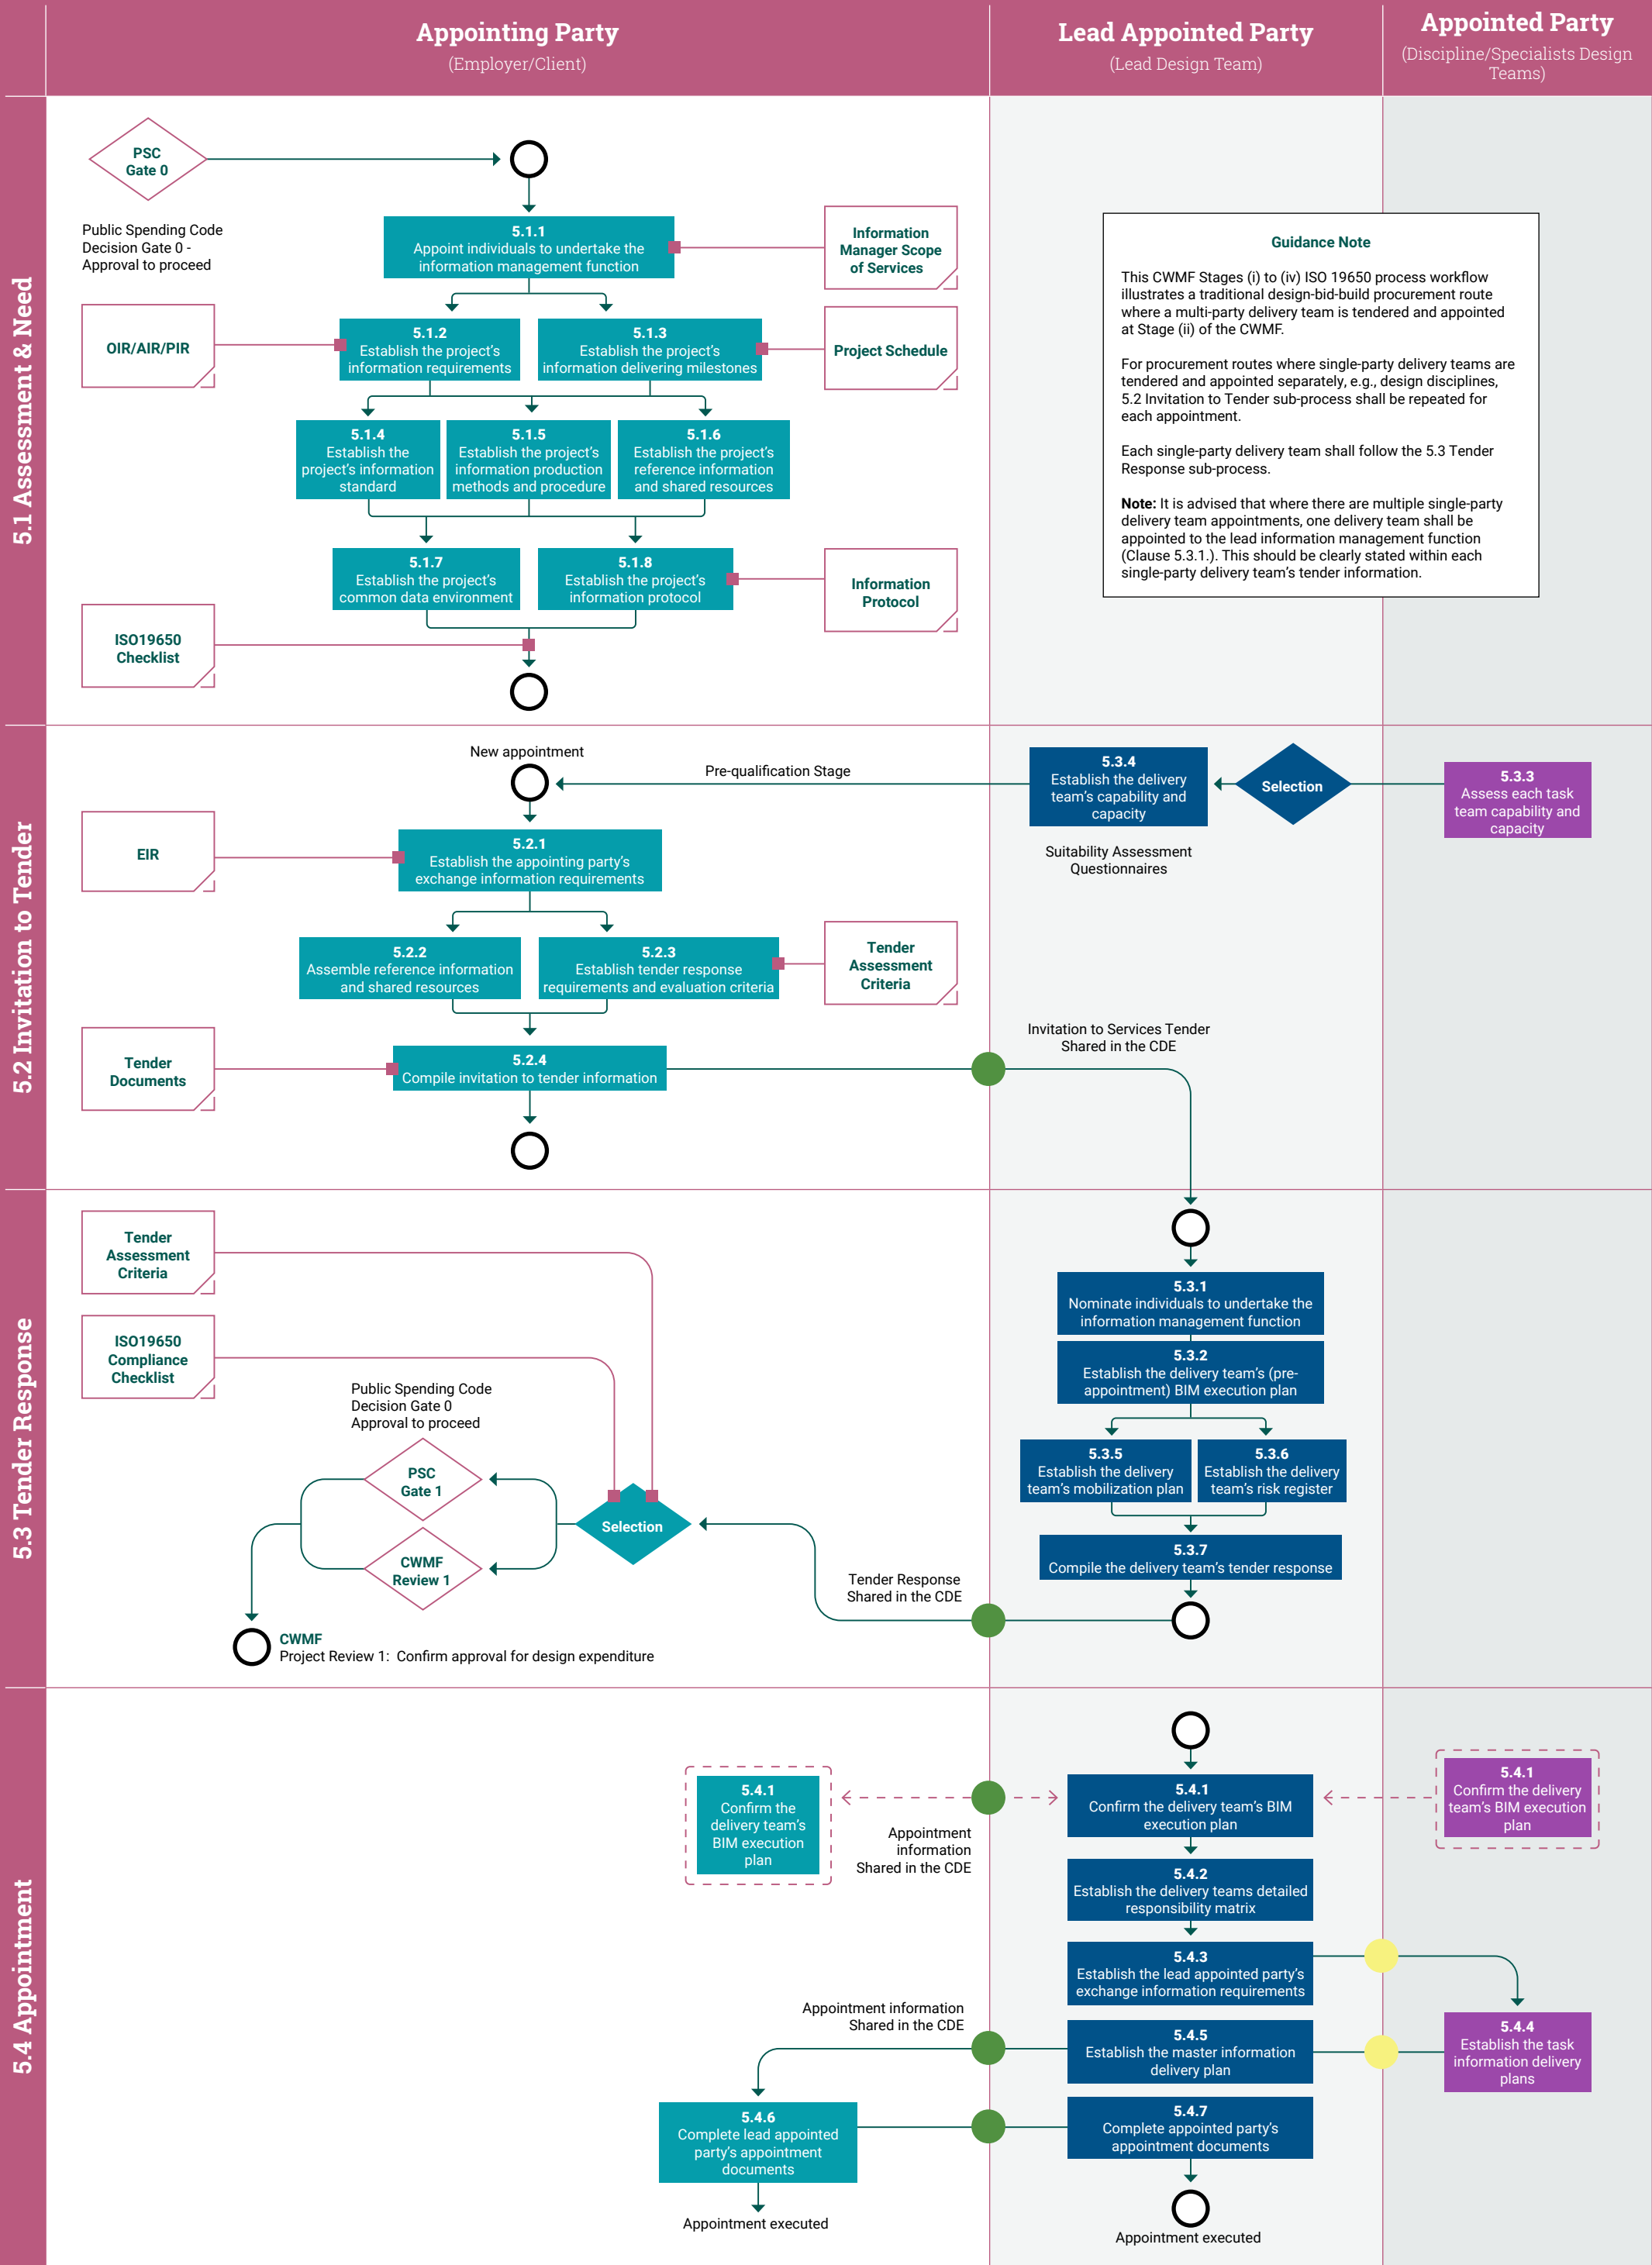 Appointing Party
(Employer/Client)
Lead Appointed Party
(Lead Design Team)
Appointed Party
(Discipline/Specialists Design
Teams)
5.1 Assessment & Need
PSC
Gate 0
Public Spending Code
Decision Gate 0 -
Approval to proceed
5.1.1
Appoint individuals to undertake the
information management function
Information
Manager Scope
of Services
OIR/AIR/PIR
5.1.2
Establish the project's
information requirements
5.1.3
Establish the project's
information delivering milestones
Project Schedule
5.1.4
Establish the
project's information
standard
5.1.5
Establish the project's
information production
methods and procedure
5.1.6
Establish the project's
reference information
and shared resources
5.1.7
Establish the project's
common data environment
5.1.8
Establish the project's
information protocol
Information
Protocol
ISO19650
Checklist
Guidance Note
This CWMF Stages (i) to (iv) ISO 19650 process workflow
illustrates a traditional design-bid-build procurement route
where a multi-party delivery team is tendered and appointed
at Stage (ii) of the CWMF.
For procurement routes where single-party delivery teams are
tendered and appointed separately, e.g., design disciplines,
5.2 Invitation to Tender sub-process shall be repeated for
each appointment.
Each single-party delivery team shall follow the 5.3 Tender
Response sub-process.
Note: It is advised that where there are multiple single-party
delivery team appointments, one delivery team shall be
appointed to the lead information management function
(Clause 5.3.1.). This should be clearly stated within each
single-party delivery team's tender information.
5.2 Invitation to Tender
New appointment
Pre-qualification Stage
5.3.4
Establish the delivery
team's capability and
capacity
Selection
5.3.3
Assess each task
team capability and
capacity
Suitability Assessment
Questionnaires
EIR
5.2.1
Establish the appointing party's
exchange information requirements
5.2.2
Assemble reference information
and shared resources
5.2.3
Establish tender response
requirements and evaluation criteria
Tender
Assessment
Criteria
Tender
Documents
5.2.4
Compile invitation to tender information
Invitation to Services Tender
Shared in the CDE
5.3 Tender Response
Tender
Assessment
Criteria
ISO19650
Compliance
Checklist
Public Spending Code
Decision Gate 0
Approval to proceed
PSC
Gate 1
CWMF
Review 1
Selection
CWMF
Project Review 1: Confirm approval for design expenditure
Tender Response
Shared in the CDE
5.3.1
Nominate individuals to undertake the
information management function
5.3.2
Establish the delivery team's (pre-
appointment) BIM execution plan
5.3.5
Establish the delivery
team's mobilization plan
5.3.6
Establish the delivery
team's risk register
5.3.7
Compile the delivery team's tender response
5.4 Appointment
5.4.1
Confirm the
delivery team's
BIM execution
plan
Appointment
information
Shared in the CDE
5.4.1
Confirm the delivery team's BIM
execution plan
5.4.1
Confirm the delivery
team's BIM execution
plan
5.4.2
Establish the delivery teams detailed
responsibility matrix
5.4.3
Establish the lead appointed party's
exchange information requirements
Appointment information
Shared in the CDE
5.4.5
Establish the master information
delivery plan
5.4.4
Establish the task
information delivery
plans
5.4.6
Complete lead appointed
party's appointment
documents
5.4.7
Complete appointed party's
appointment documents
Appointment executed
Appointment executed